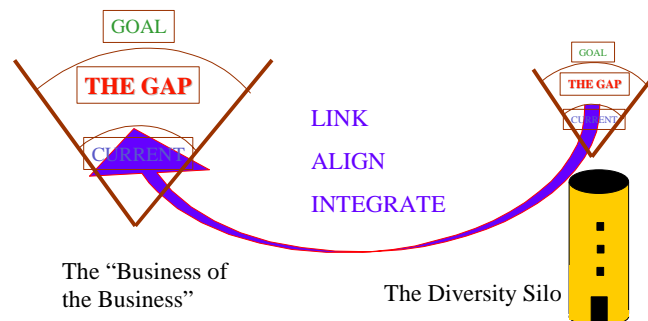 GOAL
THE GAP
CURRENT
LINK
ALIGN
INTEGRATE
GOAL
THE GAP
CURRENT
The “Business of
the Business”
The Diversity Silo